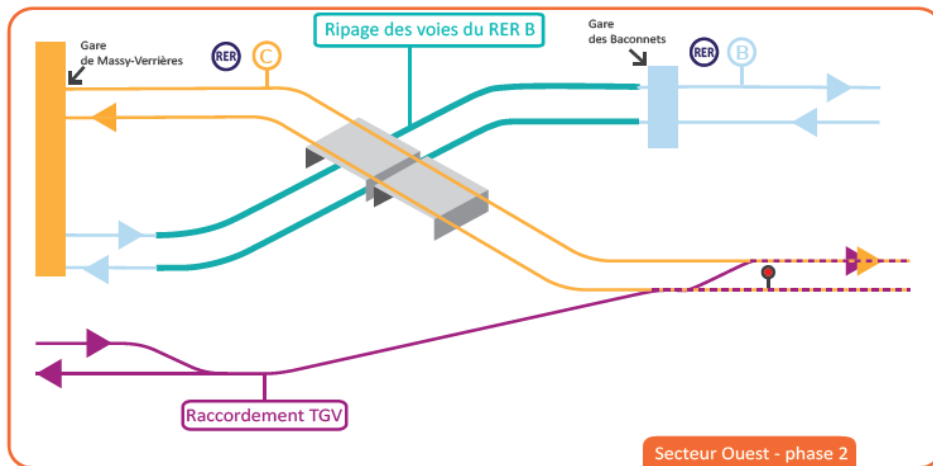 Ripage des voies du RER B
Gare
des Baconnets
Gare
de Massy-Verrières
RER
C
RER
B
Raccordement TGV
Secteur Ouest - phase 2